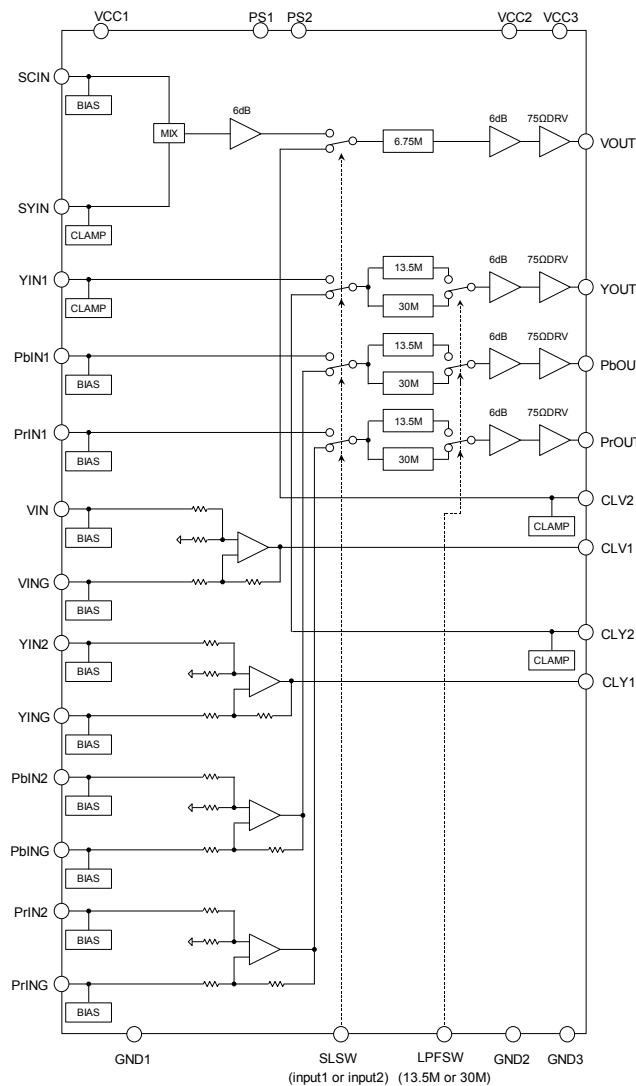 VCC1 PS1 PS2 VCC2 VCC3
SCIN
BIAS
6dB
MIX
6.75M
6dB
75ΩDRV
VOUT
SYIN
CLAMP
YIN1
CLAMP
13.5M
30M
6dB
75ΩDRV
YOUT
PbIN1
BIAS
13.5M
30M
6dB
75ΩDRV
PbOUT
PrIN1
BIAS
13.5M
30M
6dB
75ΩDRV
PrOUT
VIN
BIAS
CLV2
CLAMP
CLV1
VING
BIAS
YIN2
BIAS
CLY2
CLAMP
CLY1
YING
BIAS
PbIN2
BIAS
PbING
BIAS
PrIN2
BIAS
PrING
BIAS
GND1 SLSW LPFSW GND2 GND3
(input1 or input2) (13.5M or 30M)